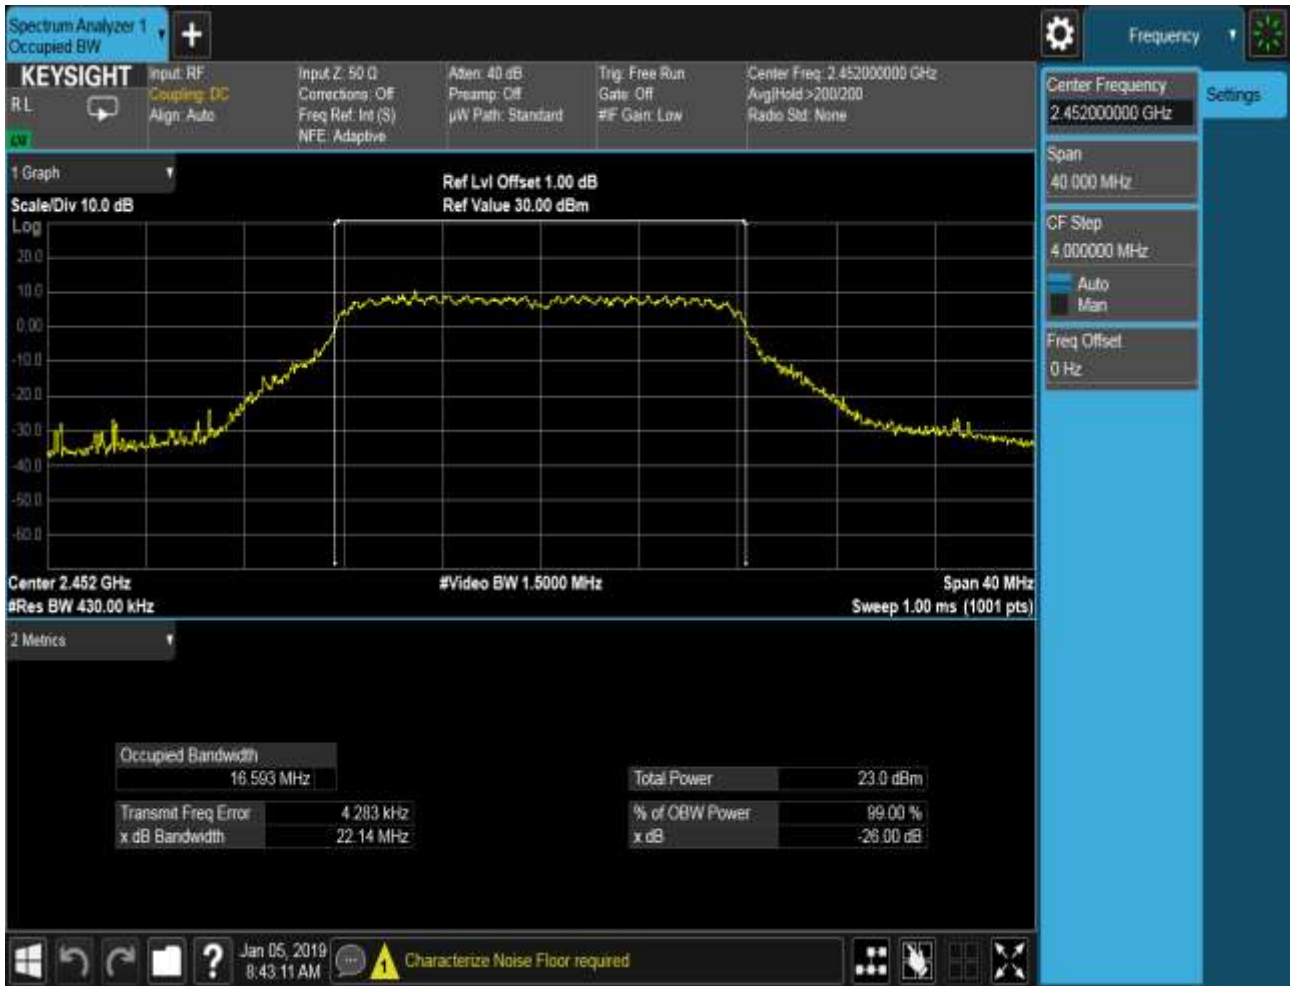 Spectrum Analyzer 1
Occupied BW
Frequency
KEYSIGHT
R L
Input: RF
Coupling: DC
Align: Auto
Input Z: 50 Ω
Corrections: Off
Freq Ref: Int (S)
NFE: Adaptive
Atten: 40 dB
Preamp: Off
µW Path: Standard
Trig: Free Run
Gate: Off
#IF Gain: Low
Center Freq: 2.452000000 GHz
Avg|Hold:>200/200
Radio Std: None
Center Frequency
2.452000000 GHz
Settings
Span
40.000 MHz
CF Step
4.000000 MHz
Auto
Man
Freq Offset
0 Hz
1 Graph
Scale/Div 10.0 dB
Ref Lvl Offset 1.00 dB
Ref Value 30.00 dBm
Log
20.0
10.0
0.00
-10.0
-20.0
-30.0
-40.0
-50.0
-60.0
Center 2.452 GHz
#Video BW 1.5000 MHz
Span 40 MHz
#Res BW 430.00 kHz
Sweep 1.00 ms (1001 pts)
2 Metrics
Occupied Bandwidth
16.593 MHz
Total Power 23.0 dBm
Transmit Freq Error 4.283 kHz
% of OBW Power 99.00 %
x dB Bandwidth 22.14 MHz
x dB -26.00 dB
?
Jan 05, 2019
8:43:11 AM
1
Characterize Noise Floor required